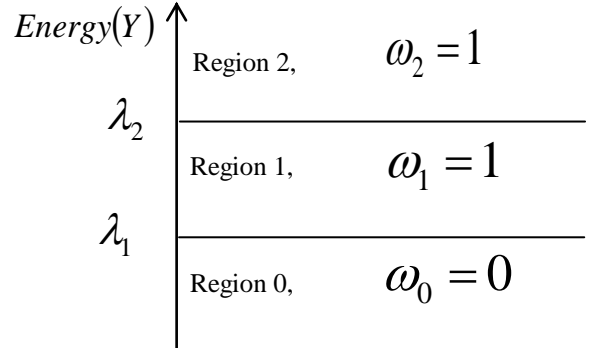 Energy(Y)
Region 2, ω₂ = 1
λ₂
Region 1, ω₁ = 1
λ₁
Region 0, ω₀ = 0